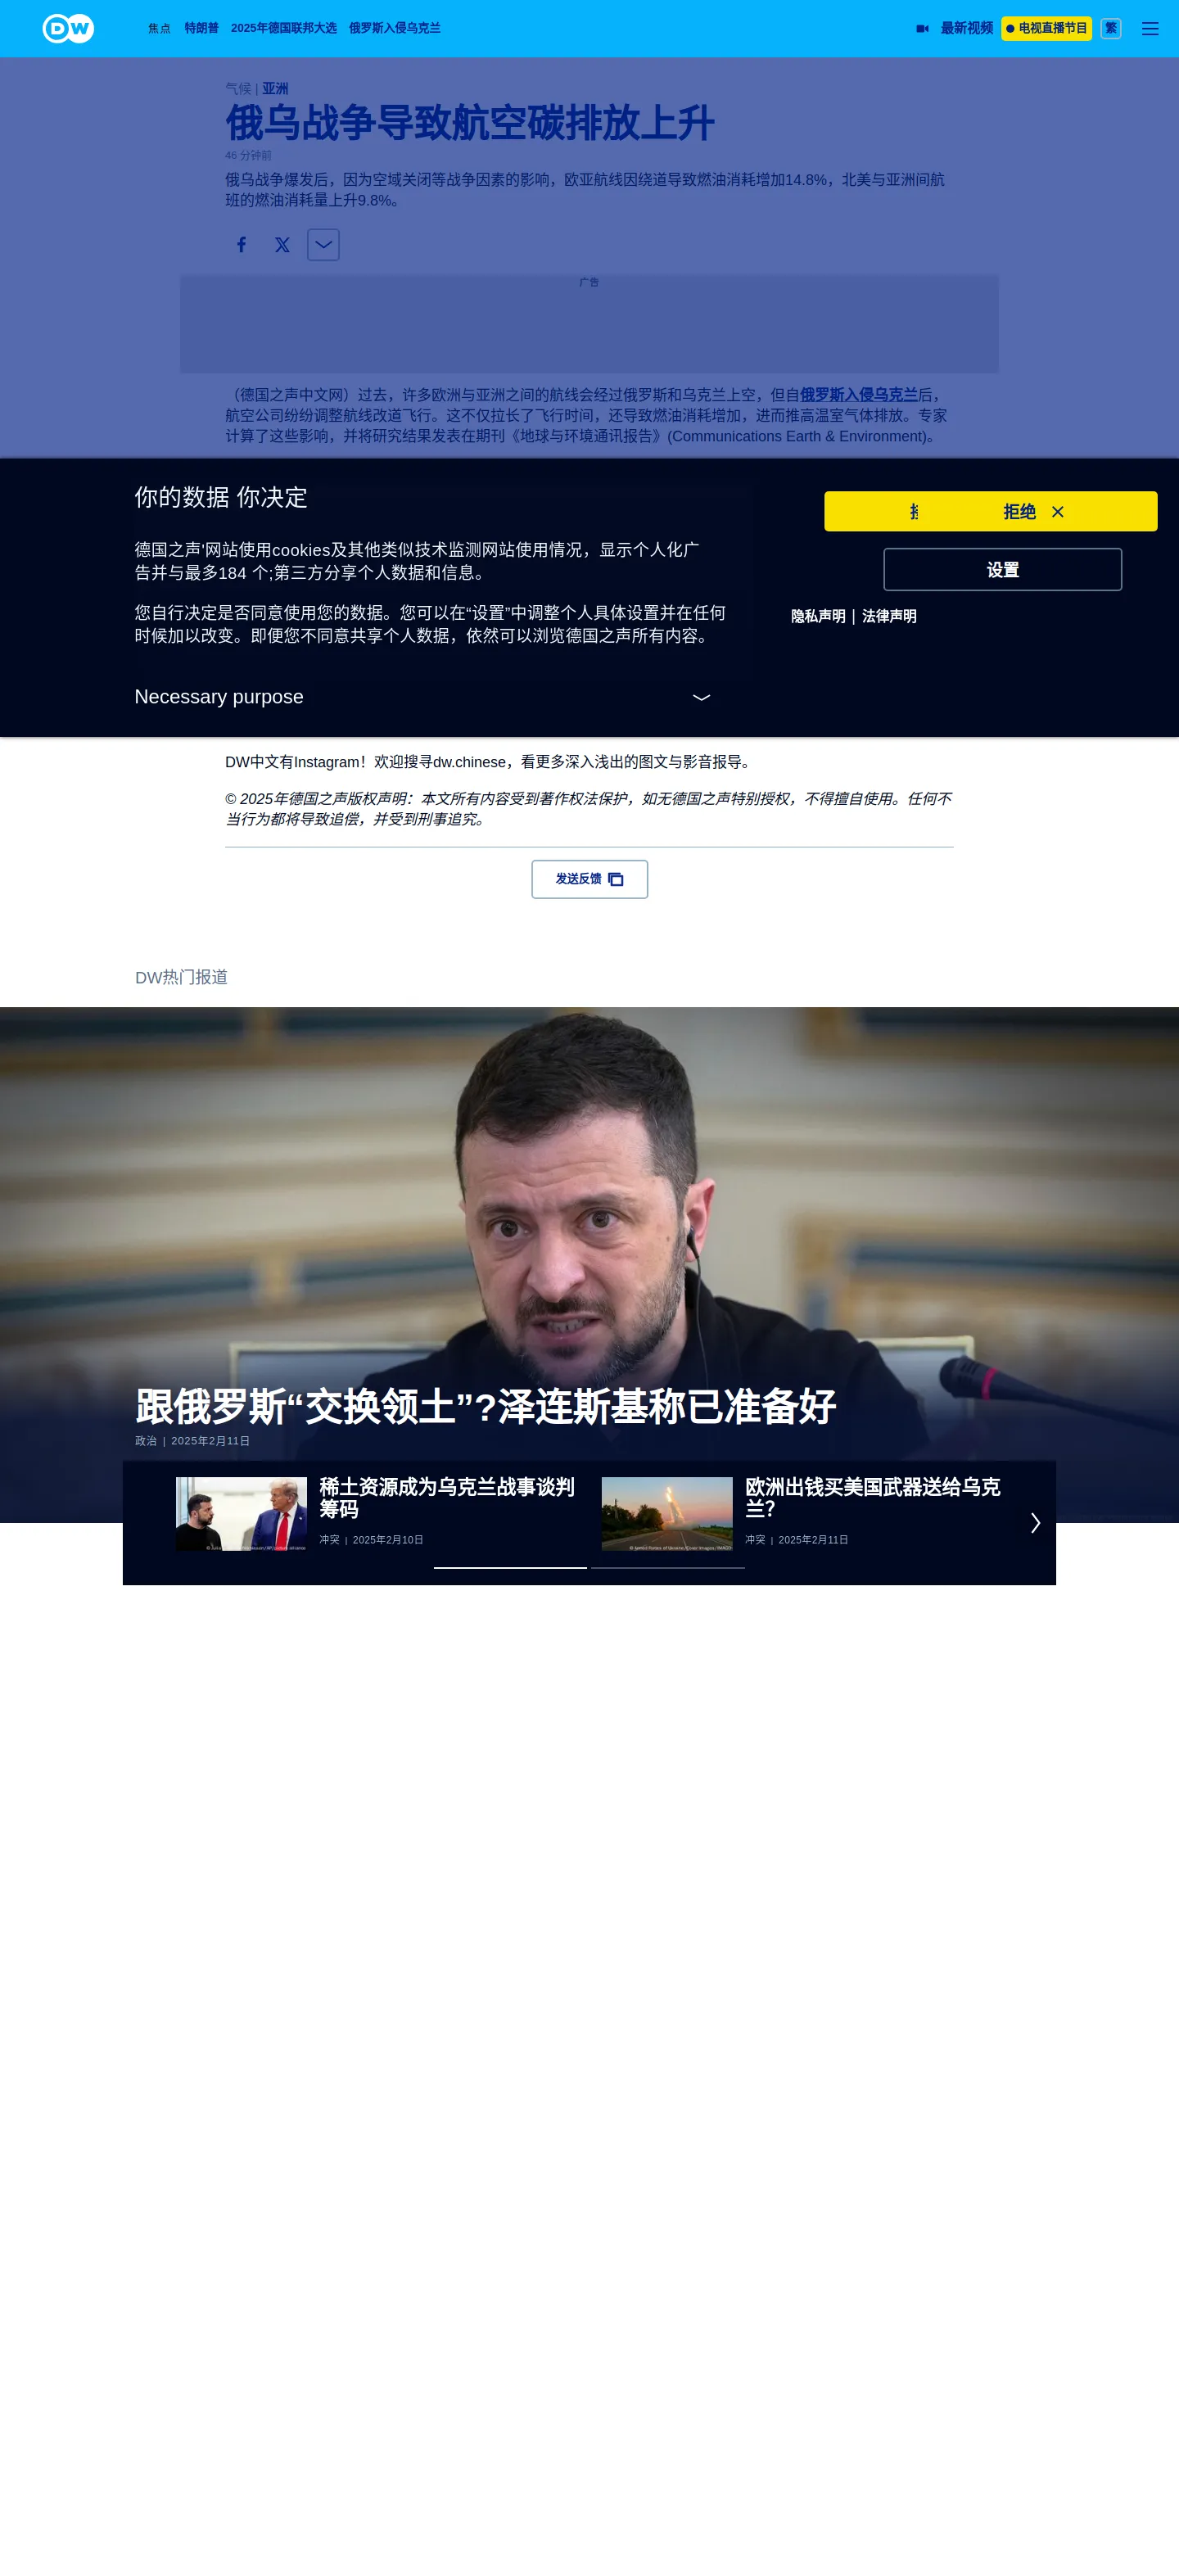 DW
焦点 特朗普 2025年德国联邦大选 俄罗斯入侵乌克兰
最新视频 电视直播节目 繁
气候 | 亚洲
俄乌战争导致航空碳排放上升
46 分钟前
俄乌战争爆发后，因为空域关闭等战争因素的影响，欧亚航线因绕道导致燃油消耗增加14.8%，北美与亚洲间航
班的燃油消耗量上升9.8%。
广告
（德国之声中文网）过去，许多欧洲与亚洲之间的航线会经过俄罗斯和乌克兰上空，但自俄罗斯入侵乌克兰后，
航空公司纷纷调整航线改道飞行。这不仅拉长了飞行时间，还导致燃油消耗增加，进而推高温室气体排放。专家
计算了这些影响，并将研究结果发表在期刊《地球与环境通讯报告》(Communications Earth & Environment)。
你的数据 你决定
德国之声'网站使用cookies及其他类似技术监测网站使用情况，显示个人化广
告并与最多184 个;第三方分享个人数据和信息。
您自行决定是否同意使用您的数据。您可以在“设置”中调整个人具体设置并在任何
时候加以改变。即便您不同意共享个人数据，依然可以浏览德国之声所有内容。
Necessary purpose
拒绝
设置
隐私声明 | 法律声明
DW中文有Instagram！欢迎搜寻dw.chinese，看更多深入浅出的图文与影音报导。
© 2025年德国之声版权声明：本文所有内容受到著作权法保护，如无德国之声特别授权，不得擅自使用。任何不
当行为都将导致追偿，并受到刑事追究。
发送反馈
DW热门报道
跟俄罗斯“交换领土”?泽连斯基称已准备好
政治 | 2025年2月11日
稀土资源成为乌克兰战事谈判
筹码
冲突 | 2025年2月10日
欧洲出钱买美国武器送给乌克
兰？
冲突 | 2025年2月11日